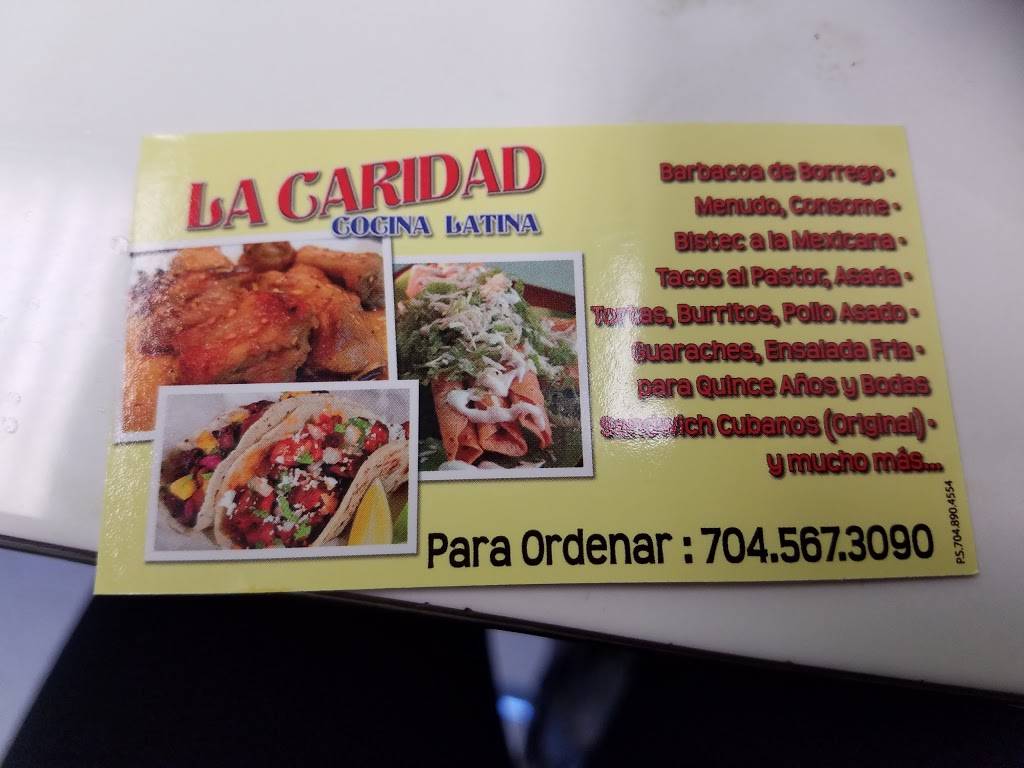 LA CARIDAD
COCINA LATINA
Barbacoa de Borrego •
Menudo, Consome •
Bistec a la Mexicana •
Tacos al Pastor, Asada •
Tortas, Burritos, Pollo Asado •
Guaraches, Ensalada Fria •
para Quince Años y Bodas
Sandwich Cubanos (Original) •
y mucho más...
Para Ordenar : 704.567.3090
P.S.704.890.4554